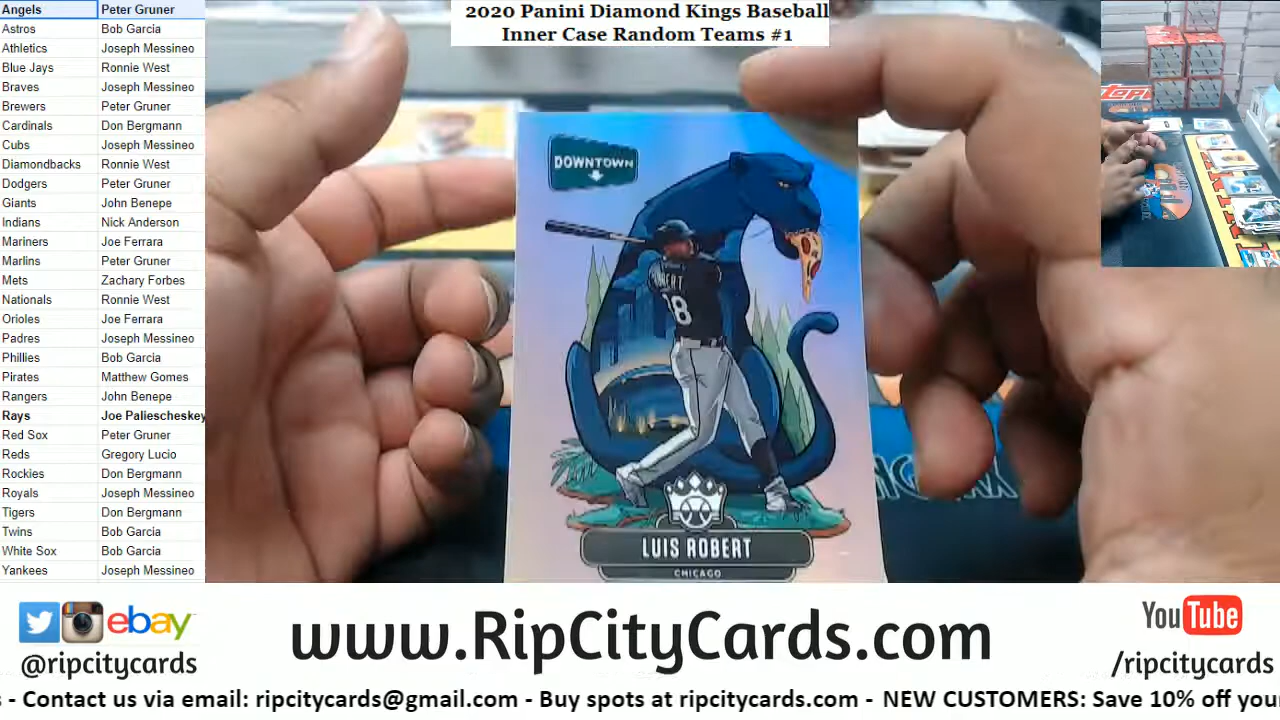 Angels Peter Gruner
Astros Bob Garcia
Athletics Joseph Messineo
Blue Jays Ronnie West
Braves Joseph Messineo
Brewers Peter Gruner
Cardinals Don Bergmann
Cubs Joseph Messineo
Diamondbacks Ronnie West
Dodgers Peter Gruner
Giants John Benepe
Indians Nick Anderson
Mariners Joe Ferrara
Marlins Peter Gruner
Mets Zachary Forbes
Nationals Ronnie West
Orioles Joe Ferrara
Padres Joseph Messineo
Phillies Bob Garcia
Pirates Matthew Gomes
Rangers John Benepe
Rays Joe Paliescheskey
Red Sox Peter Gruner
Reds Gregory Lucio
Rockies Don Bergmann
Royals Joseph Messineo
Tigers Don Bergmann
Twins Bob Garcia
White Sox Bob Garcia
Yankees Joseph Messineo
2020 Panini Diamond Kings Baseball
Inner Case Random Teams #1
DOWNTOWN
LUIS ROBERT
CHICAGO
ebay
@ripcitycards
www.RipCityCards.com
YouTube
/ripcitycards
- Contact us via email: ripcitycards@gmail.com - Buy spots at ripcitycards.com - NEW CUSTOMERS: Save 10% off